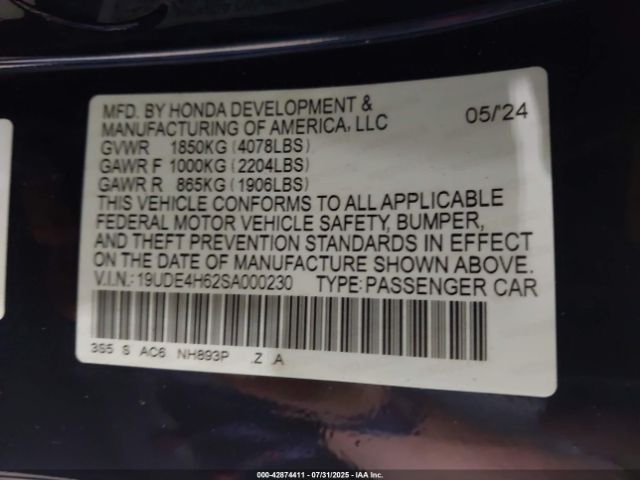 MFD. BY HONDA DEVELOPMENT & 05/'24
MANUFACTURING OF AMERICA, LLC
GVWR 1850KG (4078LBS)
GAWR F 1000KG (2204LBS)
GAWR R 865KG (1906LBS)
THIS VEHICLE CONFORMS TO ALL APPLICABLE
FEDERAL MOTOR VEHICLE SAFETY, BUMPER,
AND THEFT PREVENTION STANDARDS IN EFFECT
ON THE DATE OF MANUFACTURE SHOWN ABOVE.
V.I.N.:19UDE4H62SA000230 TYPE:PASSENGER CAR
3S5 S AC6 NH893P Z A
000-42874411 - 07/31/2025 - IAA Inc.